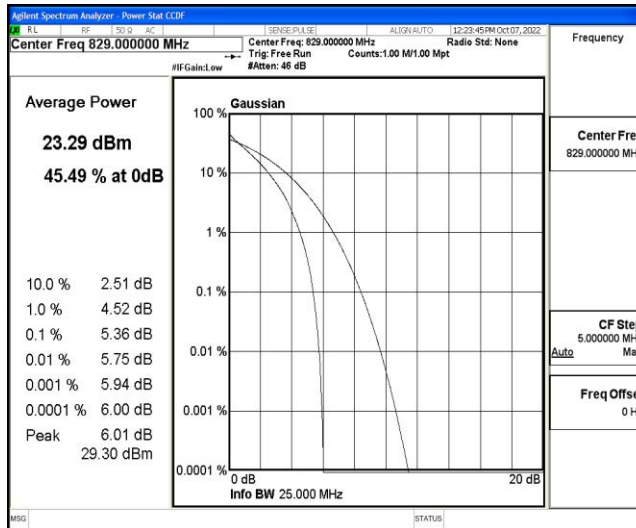 Agilent Spectrum Analyzer - Power Stat CCDF
RL RF 50 Ω AC SENSE:PULSE ALIGN AUTO 12:23:45 PM Oct 07, 2022
Center Freq 829.000000 MHz Center Freq: 829.000000 MHz Radio Std: None Frequency
Trig: Free Run Counts:1.00 M/1.00 Mpt
#IFGain:Low #Atten: 46 dB
Average Power
23.29 dBm
45.49 % at 0dB
10.0 % 2.51 dB
1.0 % 4.52 dB
0.1 % 5.36 dB
0.01 % 5.75 dB
0.001 % 5.94 dB
0.0001 % 6.00 dB
Peak 6.01 dB
29.30 dBm
Gaussian
100 %
10 %
1 %
0.1 %
0.01 %
0.001 %
0.0001 %
0 dB 20 dB
Info BW 25.000 MHz
Center Fre
829.000000 MH
CF Ste
5.000000 MH
Auto Ma
Freq Offse
0 H
MSG STATUS